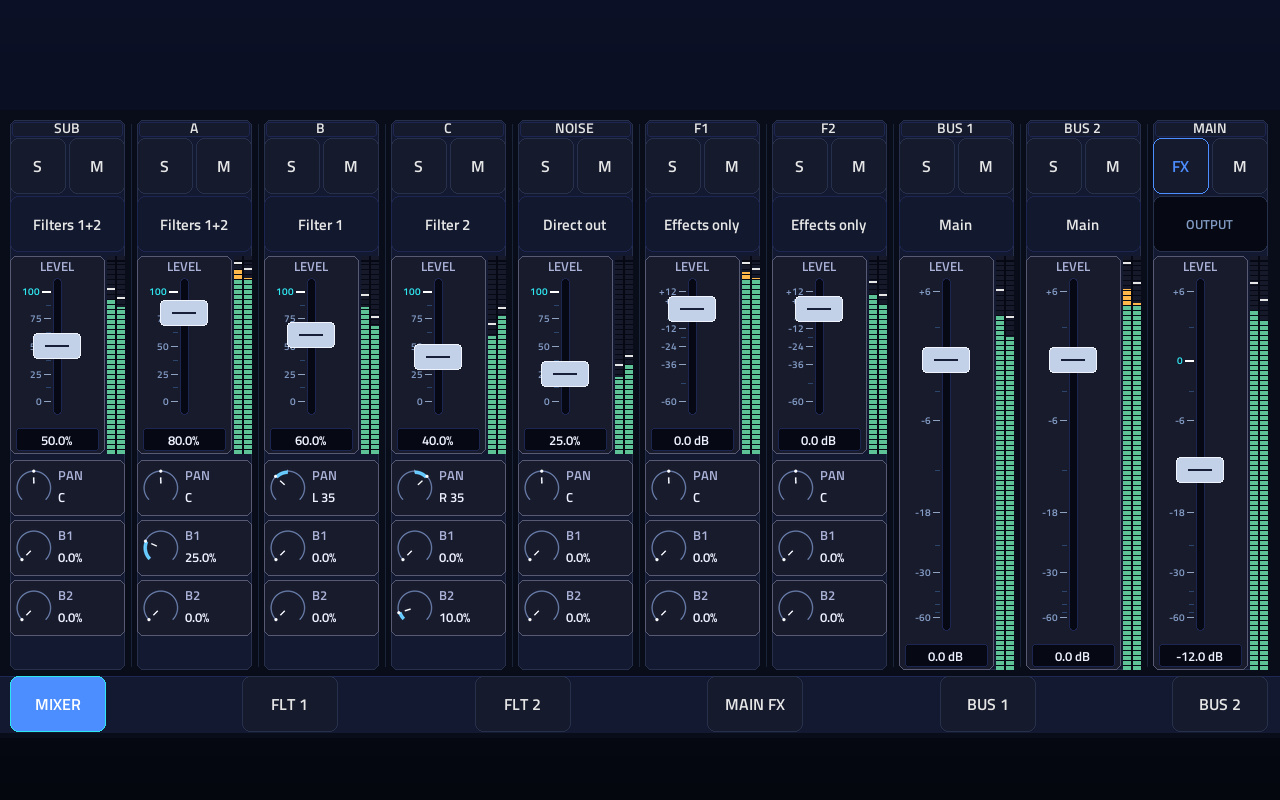 SUB A B C NOISE F1 F2 BUS 1 BUS 2 MAIN
S M S M S M S M S M S M S M S M S M FX M
Filters 1+2 Filters 1+2 Filter 1 Filter 2 Direct out Effects only Effects only Main Main OUTPUT
LEVEL LEVEL LEVEL LEVEL LEVEL LEVEL LEVEL LEVEL LEVEL LEVEL
100 100 100 100 100 +12 +12 +6 +6 +6
75 75 75 75
-12 -12
50 50 -24 -24
0
25 25 25 25 -36 -36
0 0 0 0 0 -60 -60
-6 -6 -6
50.0% 80.0% 60.0% 40.0% 25.0% 0.0 dB 0.0 dB
PAN PAN PAN PAN PAN PAN PAN
C C L 35 R 35 C C C
-18 -18 -18
B1 B1 B1 B1 B1 B1 B1
0.0% 25.0% 0.0% 0.0% 0.0% 0.0% 0.0%
-30 -30 -30
B2 B2 B2 B2 B2 B2 B2
0.0% 0.0% 0.0% 10.0% 0.0% 0.0% 0.0%
-60 -60 -60
0.0 dB 0.0 dB -12.0 dB
MIXER FLT 1 FLT 2 MAIN FX BUS 1 BUS 2